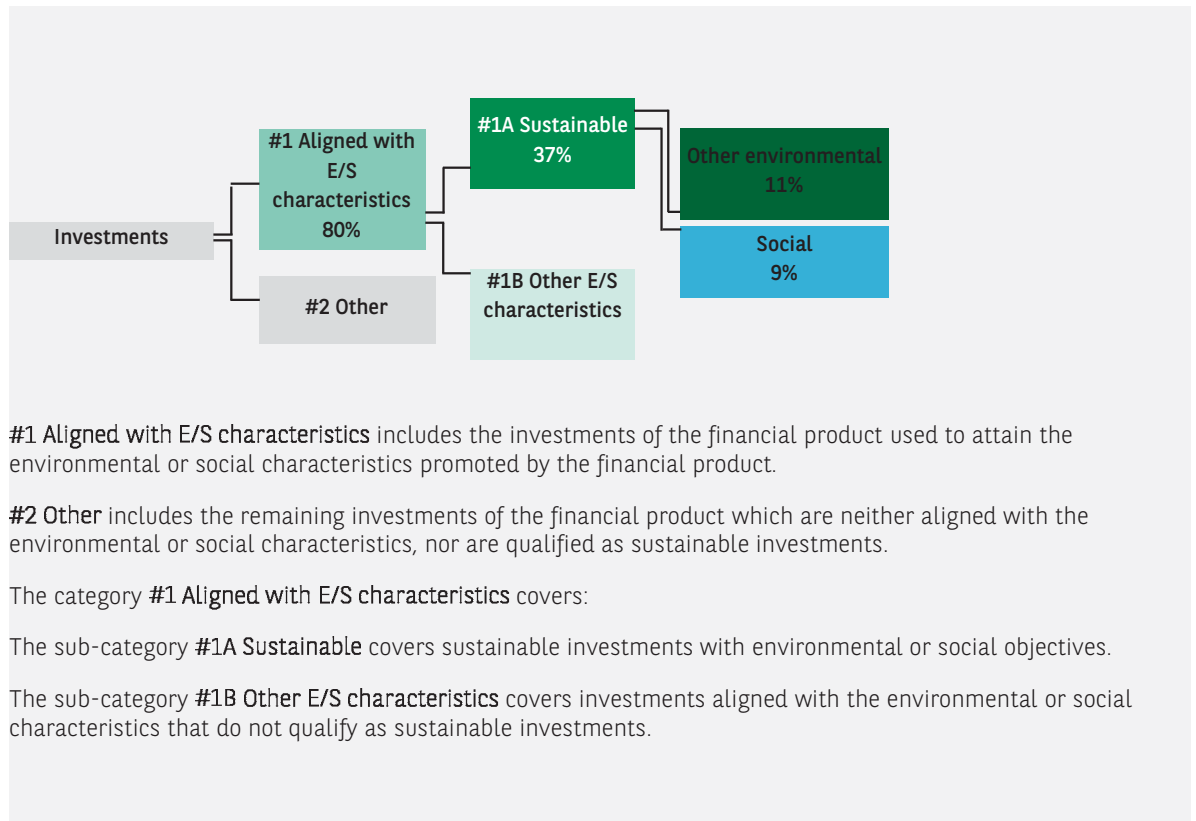 Investments
#1 Aligned with
E/S
characteristics
80%
#2 Other
#1A Sustainable
37%
#1B Other E/S
characteristics
Other environmental
11%
Social
9%
#1 Aligned with E/S characteristics includes the investments of the financial product used to attain the
environmental or social characteristics promoted by the financial product.
#2 Other includes the remaining investments of the financial product which are neither aligned with the
environmental or social characteristics, nor are qualified as sustainable investments.
The category #1 Aligned with E/S characteristics covers:
The sub-category #1A Sustainable covers sustainable investments with environmental or social objectives.
The sub-category #1B Other E/S characteristics covers investments aligned with the environmental or social
characteristics that do not qualify as sustainable investments.